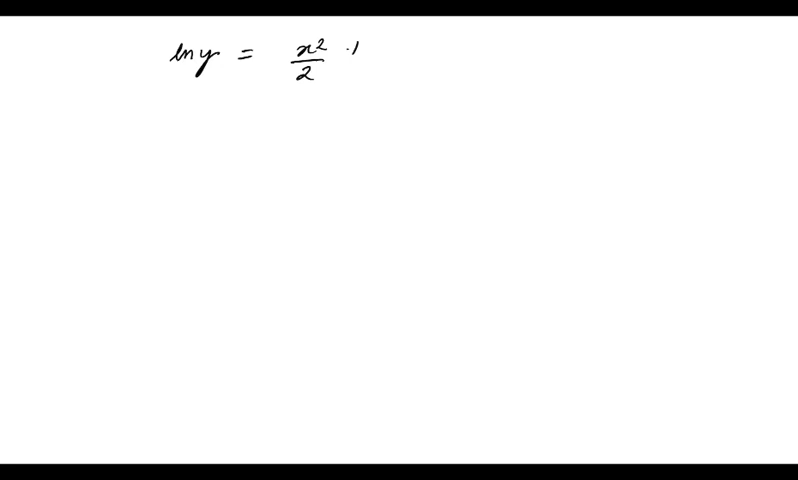 ln y = x²/2